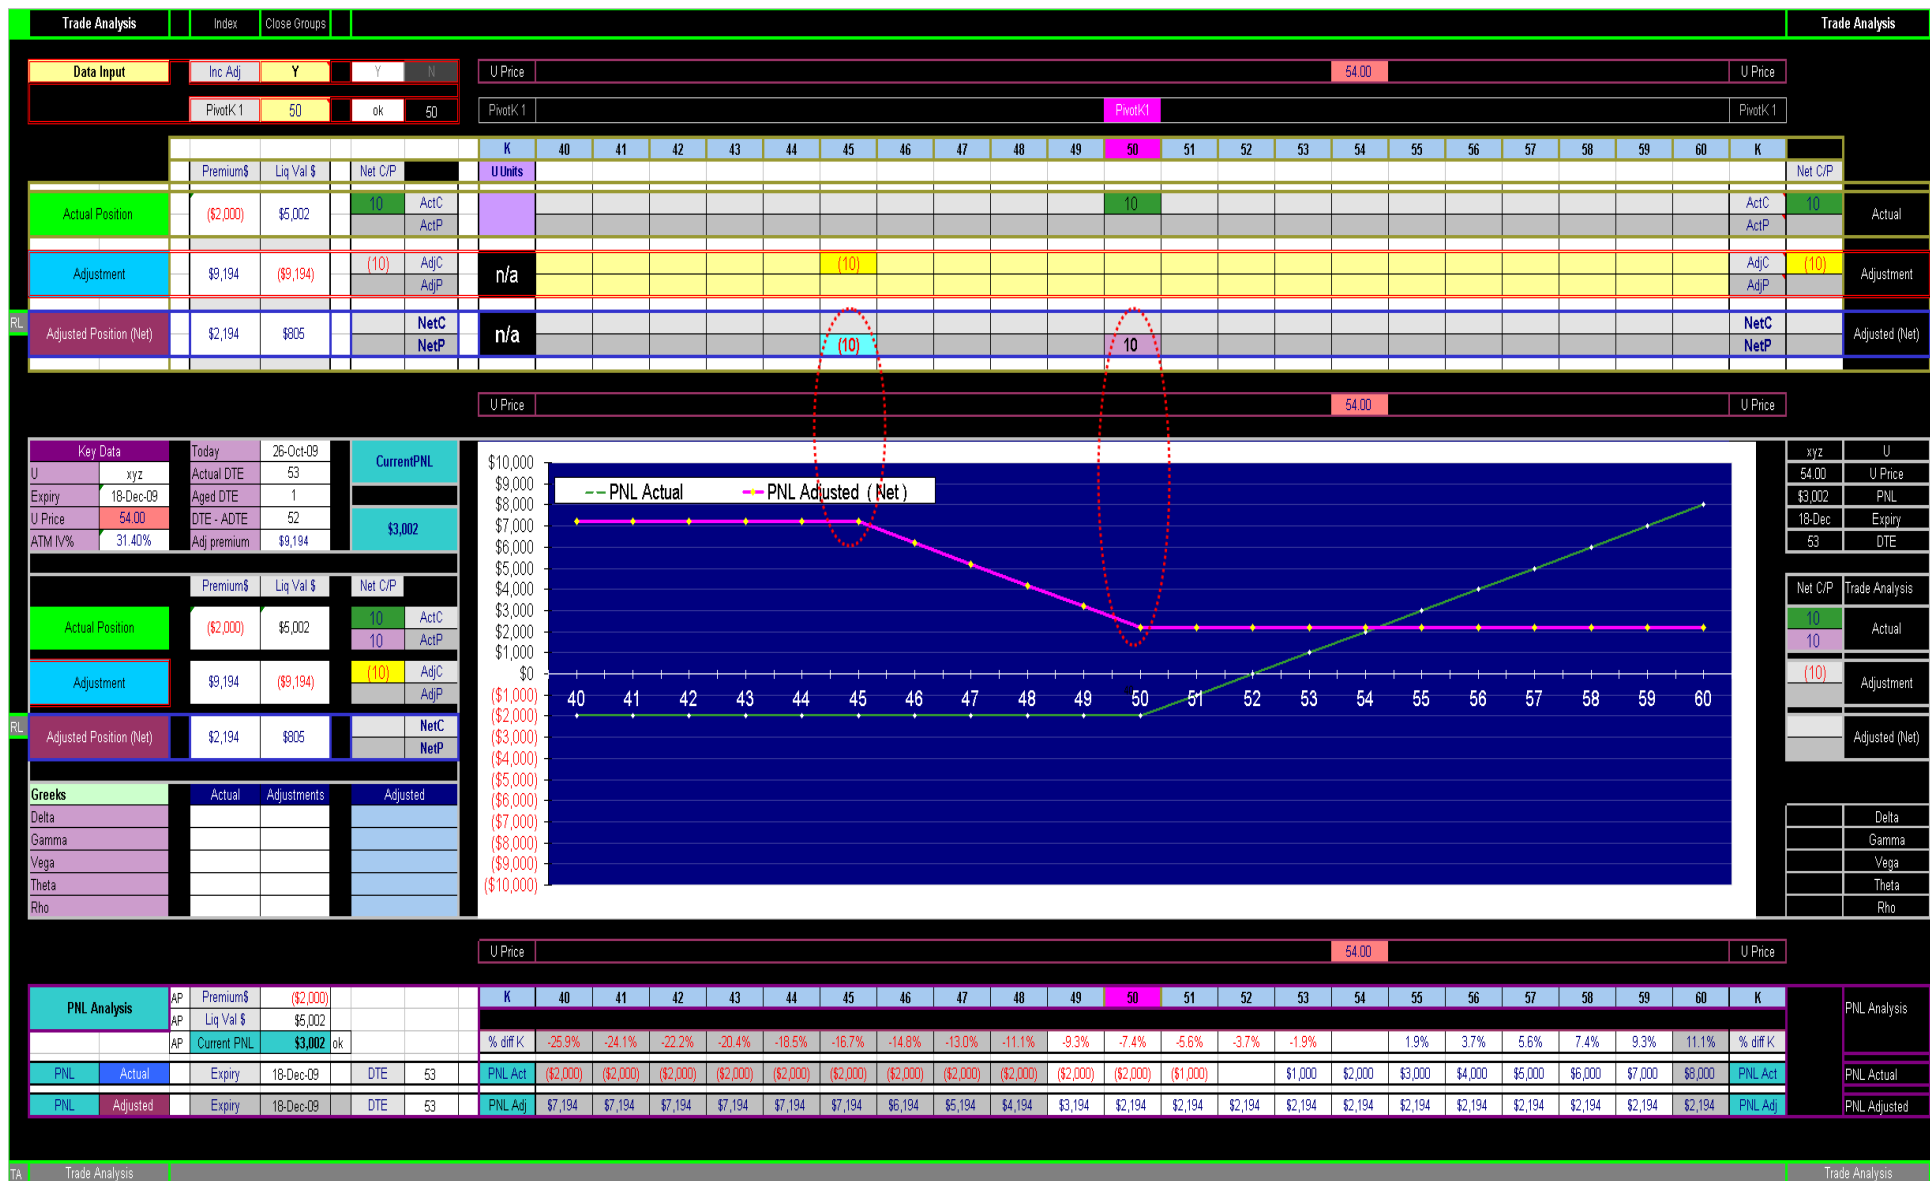 Trade Analysis Index Close Groups Trade Analysis
Data Input Inc Adj Y Y N U Price 54.00 U Price
PivotK 1 50 ok 50 PivotK 1 PivotK1 PivotK 1
K 40 41 42 43 44 45 46 47 48 49 50 51 52 53 54 55 56 57 58 59 60 K
Premium$ Liq Val $ Net C/P U Units Net C/P
Actual Position ($2,000) $5,002 10 ActC 10 ActC 10 Actual
ActP ActP
Adjustment $9,194 ($9,194) (10) AdjC n/a (10) AdjC (10) Adjustment
AdjP AdjP
RL Adjusted Position (Net) $2,194 $805 NetC n/a NetC Adjusted (Net)
NetP (10) 10 NetP
U Price 54.00 U Price
Key Data Today 26-Oct-09 CurrentPNL xyz U
U xyz Actual DTE 53 54.00 U Price
Expiry 18-Dec-09 Aged DTE 1 $3,002 PNL
U Price 54.00 DTE - ADTE 52 $3,002 18-Dec Expiry
ATM IV% 31.40% Adj premium $9,194 53 DTE
PNL Actual PNL Adjusted ( Net )
$10,000
$9,000
$8,000
$7,000
$6,000
$5,000
$4,000
$3,000
$2,000
$1,000
$0
($1,000)
($2,000)
($3,000)
($4,000)
($5,000)
($6,000)
($7,000)
($8,000)
($9,000)
($10,000)
40 41 42 43 44 45 46 47 48 49 50 51 52 53 54 55 56 57 58 59 60
Premium$ Liq Val $ Net C/P Net C/P Trade Analysis
Actual Position ($2,000) $5,002 10 ActC 10 Actual
10 ActP 10
Adjustment $9,194 ($9,194) (10) AdjC (10) Adjustment
AdjP
RL Adjusted Position (Net) $2,194 $805 NetC Adjusted (Net)
NetP
Greeks Actual Adjustments Adjusted
Delta Delta
Gamma Gamma
Vega Vega
Theta Theta
Rho Rho
U Price 54.00 U Price
PNL Analysis AP Premium$ ($2,000) K 40 41 42 43 44 45 46 47 48 49 50 51 52 53 54 55 56 57 58 59 60 K PNL Analysis
AP Liq Val $ $5,002
AP Current PNL $3,002 ok % diff K -25.9% -24.1% -22.2% -20.4% -18.5% -16.7% -14.8% -13.0% -11.1% -9.3% -7.4% -5.6% -3.7% -1.9% 1.9% 3.7% 5.6% 7.4% 9.3% 11.1% % diff K
PNL Actual Expiry 18-Dec-09 DTE 53 PNL Act ($2,000) ($2,000) ($2,000) ($2,000) ($2,000) ($2,000) ($2,000) ($2,000) ($2,000) ($2,000) ($2,000) ($1,000) $1,000 $2,000 $3,000 $4,000 $5,000 $6,000 $7,000 $8,000 PNL Act PNL Actual
PNL Adjusted Expiry 18-Dec-09 DTE 53 PNL Adj $7,194 $7,194 $7,194 $7,194 $7,194 $7,194 $6,194 $5,194 $4,194 $3,194 $2,194 $2,194 $2,194 $2,194 $2,194 $2,194 $2,194 $2,194 $2,194 $2,194 $2,194 PNL Adj PNL Adjusted
TA Trade Analysis Trade Analysis